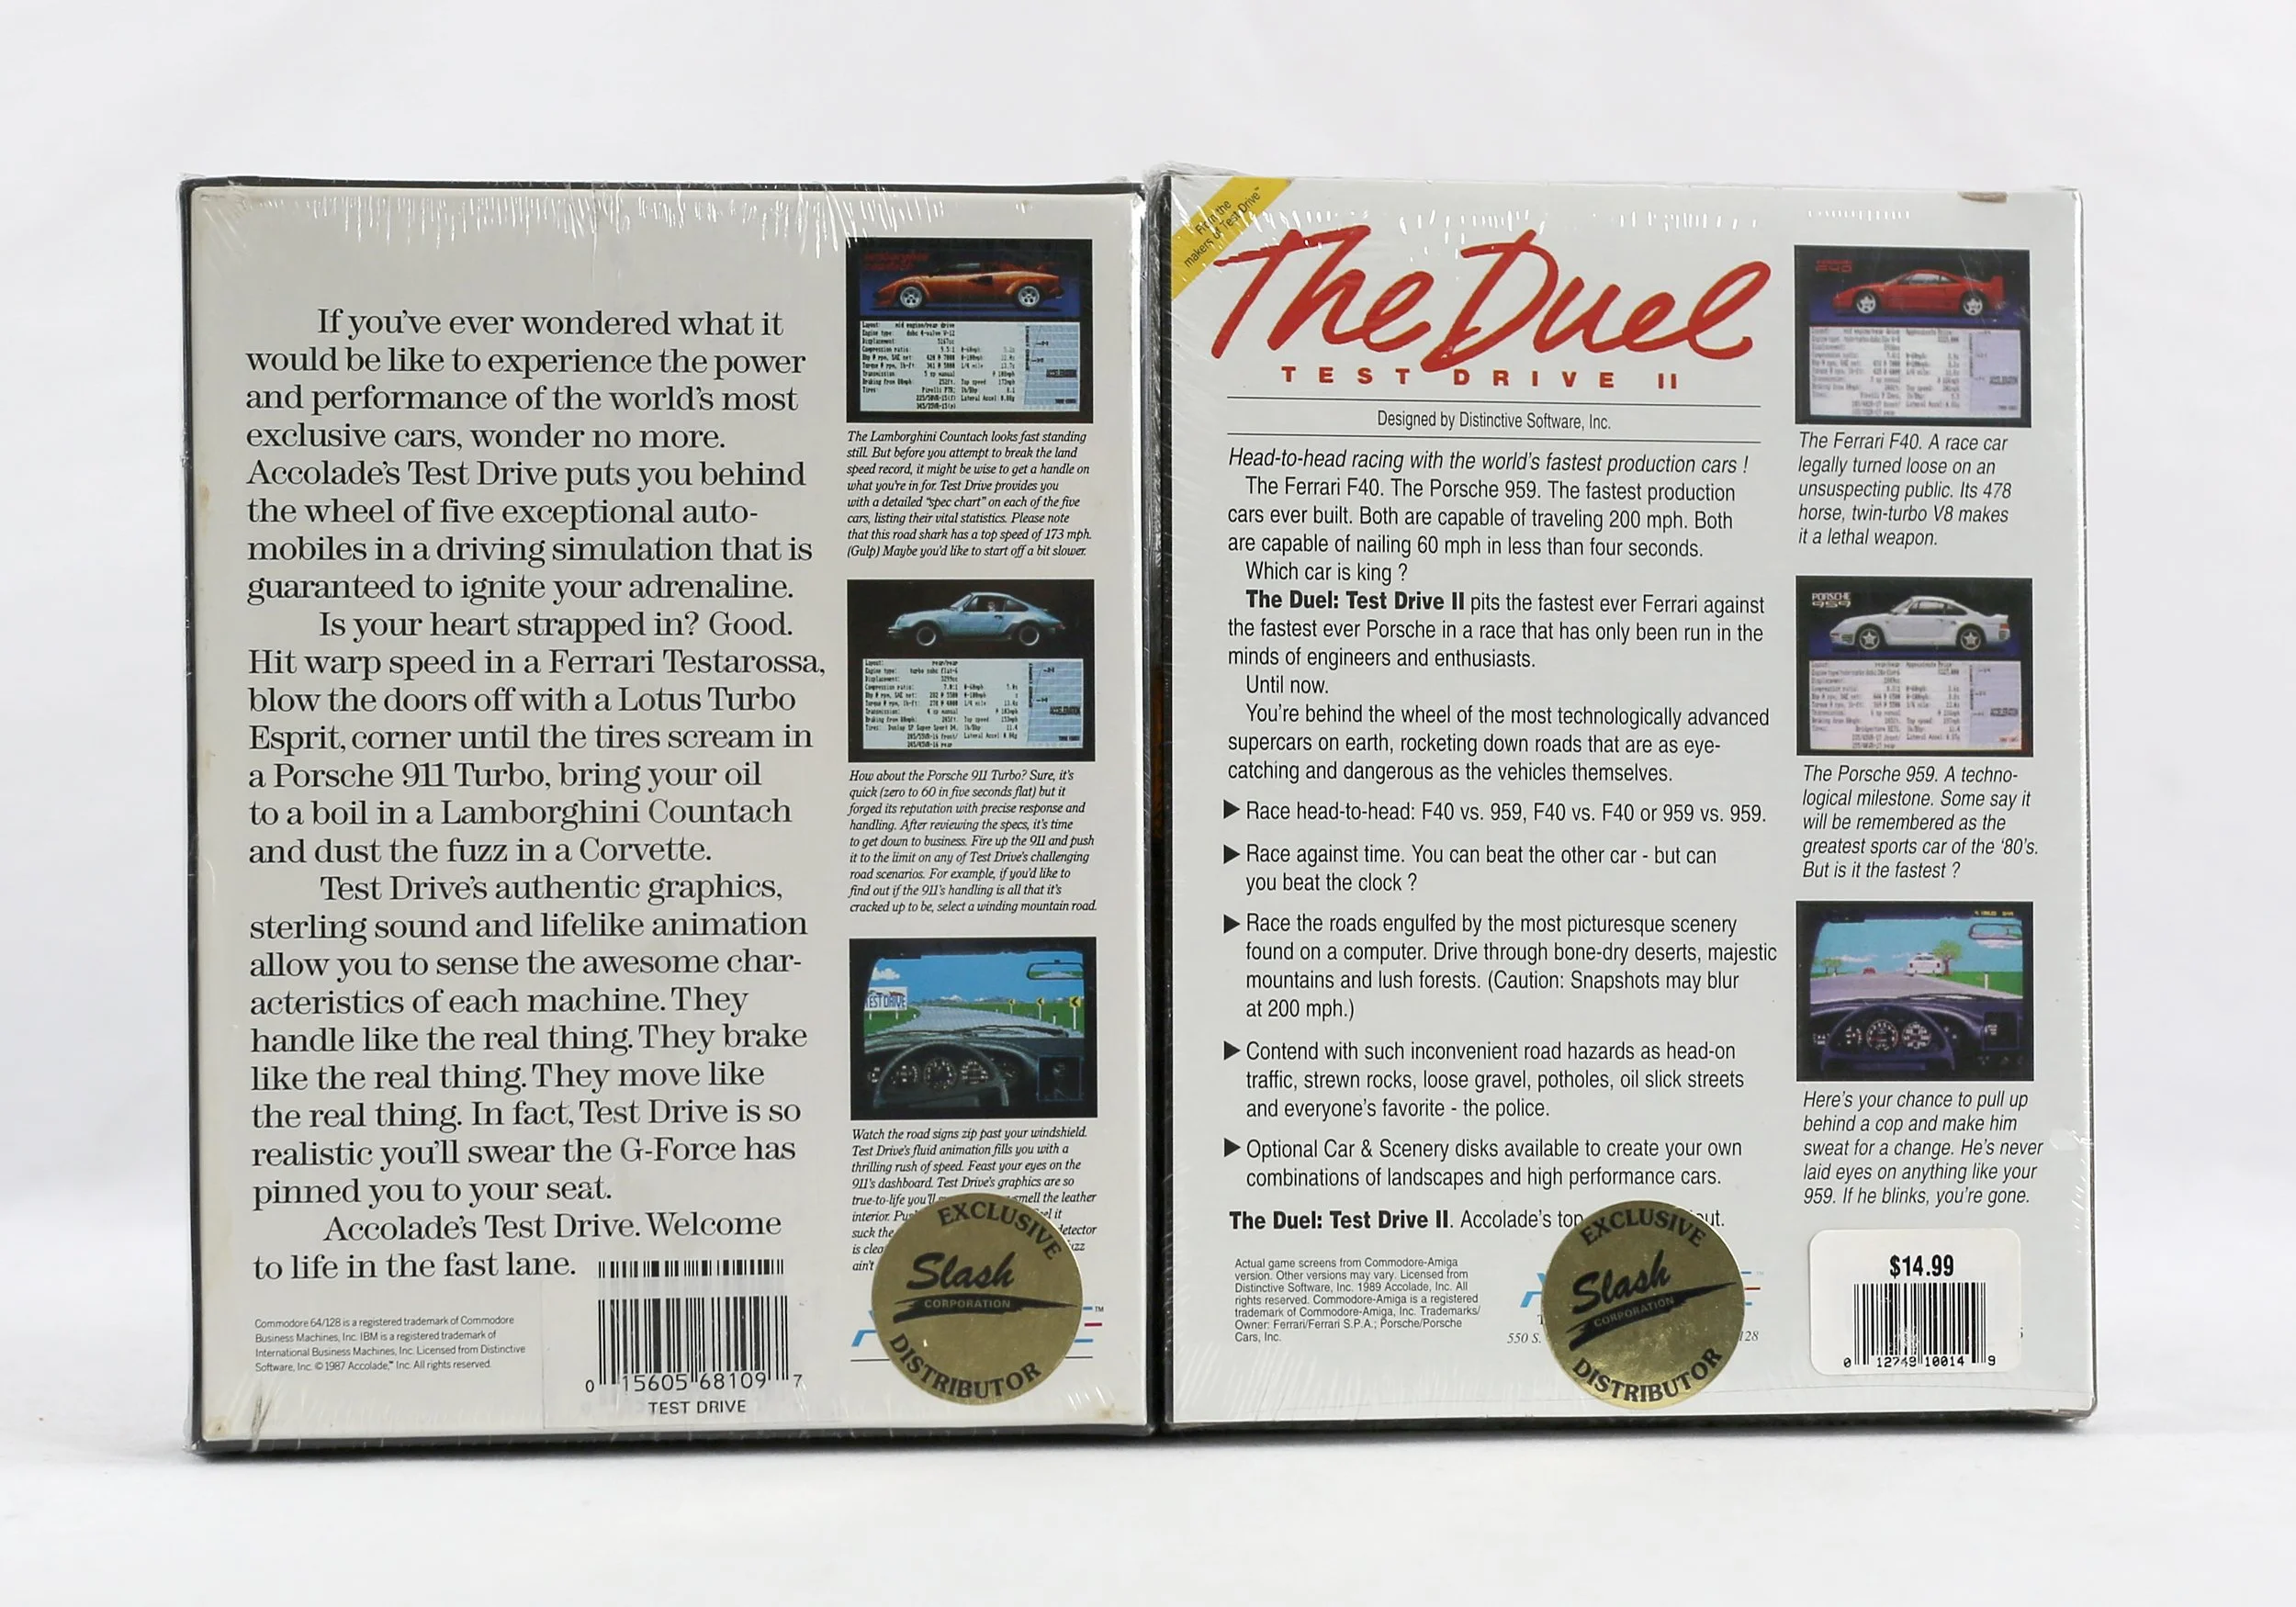 If you've ever wondered what it
would be like to experience the power
and performance of the world's most
exclusive cars, wonder no more.
Accolade's Test Drive puts you behind
the wheel of five exceptional auto-
mobiles in a driving simulation that is
guaranteed to ignite your adrenaline.
Is your heart strapped in? Good.
Hit warp speed in a Ferrari Testarossa,
blow the doors off with a Lotus Turbo
Esprit, corner until the tires scream in
a Porsche 911 Turbo, bring your oil
to a boil in a Lamborghini Countach
and dust the fuzz in a Corvette.
Test Drive's authentic graphics,
sterling sound and lifelike animation
allow you to sense the awesome char-
acteristics of each machine. They
handle like the real thing. They brake
like the real thing. They move like
the real thing. In fact, Test Drive is so
realistic you'll swear the G-Force has
pinned you to your seat.
Accolade's Test Drive. Welcome
to life in the fast lane.
Commodore 64/128 is a registered trademark of Commodore
Business Machines, Inc. IBM is a registered trademark of
International Business Machines, Inc. Licensed from Distinctive
Software, Inc. © 1987 Accolade,™ Inc. All rights reserved.
0 15605 68109 7
TEST DRIVE
The Lamborghini Countach looks fast standing
still. But before you attempt to break the land
speed record, it might be wise to get a handle on
what you're in for. Test Drive provides you
with a detailed "spec chart" on each of the five
cars, listing their vital statistics. Please note
that this road shark has a top speed of 173 mph.
(Gulp) Maybe you'd like to start off a bit slower.
How about the Porsche 911 Turbo? Sure, it's
quick (zero to 60 in five seconds flat) but it
forged its reputation with precise response and
handling. After reviewing the specs, it's time
to get down to business. Fire up the 911 and push
it to the limit on any of Test Drive's challenging
road scenarios. For example, if you'd like to
find out if the 911's handling is all that it's
cracked up to be, select a winding mountain road.
TEST DRIVE
Watch the road signs zip past your windshield.
Test Drive's fluid animation fills you with a
thrilling rush of speed. Feast your eyes on the
911's dashboard. Test Drive's graphics are so
true-to-life you'll smell the leather
interior. it
suck the detector
is
ain't
EXCLUSIVE
Slash
CORPORATION
DISTRIBUTOR
From the
makers of Test Drive™
The Duel
TEST DRIVE II
Designed by Distinctive Software, Inc.
Head-to-head racing with the world's fastest production cars !
The Ferrari F40. The Porsche 959. The fastest production
cars ever built. Both are capable of traveling 200 mph. Both
are capable of nailing 60 mph in less than four seconds.
Which car is king ?
The Duel: Test Drive II pits the fastest ever Ferrari against
the fastest ever Porsche in a race that has only been run in the
minds of engineers and enthusiasts.
Until now.
You're behind the wheel of the most technologically advanced
supercars on earth, rocketing down roads that are as eye-
catching and dangerous as the vehicles themselves.
▶ Race head-to-head: F40 vs. 959, F40 vs. F40 or 959 vs. 959.
▶ Race against time. You can beat the other car - but can
you beat the clock ?
▶ Race the roads engulfed by the most picturesque scenery
found on a computer. Drive through bone-dry deserts, majestic
mountains and lush forests. (Caution: Snapshots may blur
at 200 mph.)
▶ Contend with such inconvenient road hazards as head-on
traffic, strewn rocks, loose gravel, potholes, oil slick streets
and everyone's favorite - the police.
▶ Optional Car & Scenery disks available to create your own
combinations of landscapes and high performance cars.
The Duel: Test Drive II. Accolade's top
Actual game screens from Commodore-Amiga
version. Other versions may vary. Licensed from
Distinctive Software, Inc. 1989 Accolade, Inc. All
rights reserved. Commodore-Amiga is a registered
trademark of Commodore-Amiga, Inc. Trademarks/
Owner: Ferrari/Ferrari S.P.A.; Porsche/Porsche
Cars, Inc.
550 S.
EXCLUSIVE
Slash
CORPORATION
DISTRIBUTOR
F40
The Ferrari F40. A race car
legally turned loose on an
unsuspecting public. Its 478
horse, twin-turbo V8 makes
it a lethal weapon.
PORSCHE
959
The Porsche 959. A techno-
logical milestone. Some say it
will be remembered as the
greatest sports car of the '80's.
But is it the fastest ?
Here's your chance to pull up
behind a cop and make him
sweat for a change. He's never
laid eyes on anything like your
959. If he blinks, you're gone.
$14.99
0 12749 10014 9